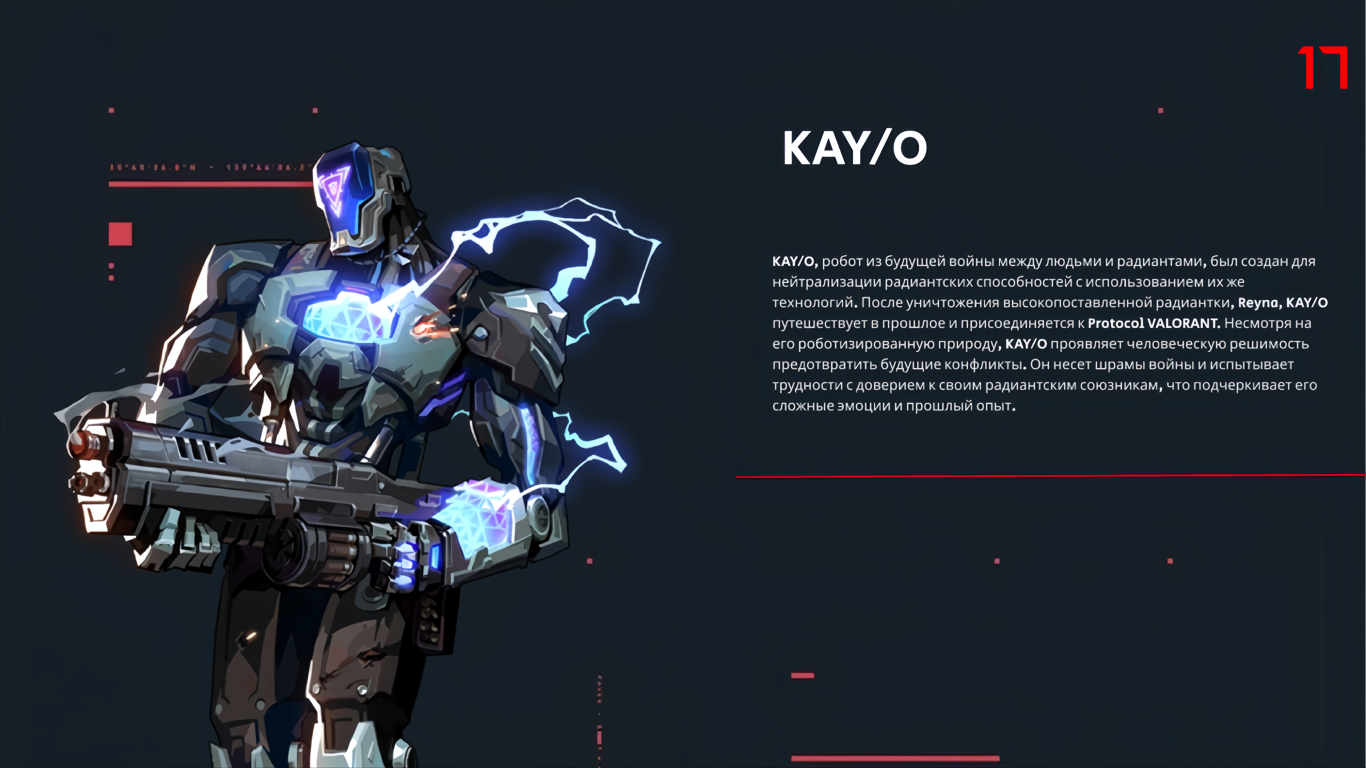 17
KAY/O
KAY/O, робот из будущей войны между людьми и радиантами, был создан для
нейтрализации радиантских способностей с использованием их же
технологий. После уничтожения высокопоставленной радиантки, Reyna, KAY/O
путешествует в прошлое и присоединяется к Protocol VALORANT. Несмотря на
его роботизированную природу, KAY/O проявляет человеческую решимость
предотвратить будущие конфликты. Он несет шрамы войны и испытывает
трудности с доверием к своим радиантским союзникам, что подчеркивает его
сложные эмоции и прошлый опыт.